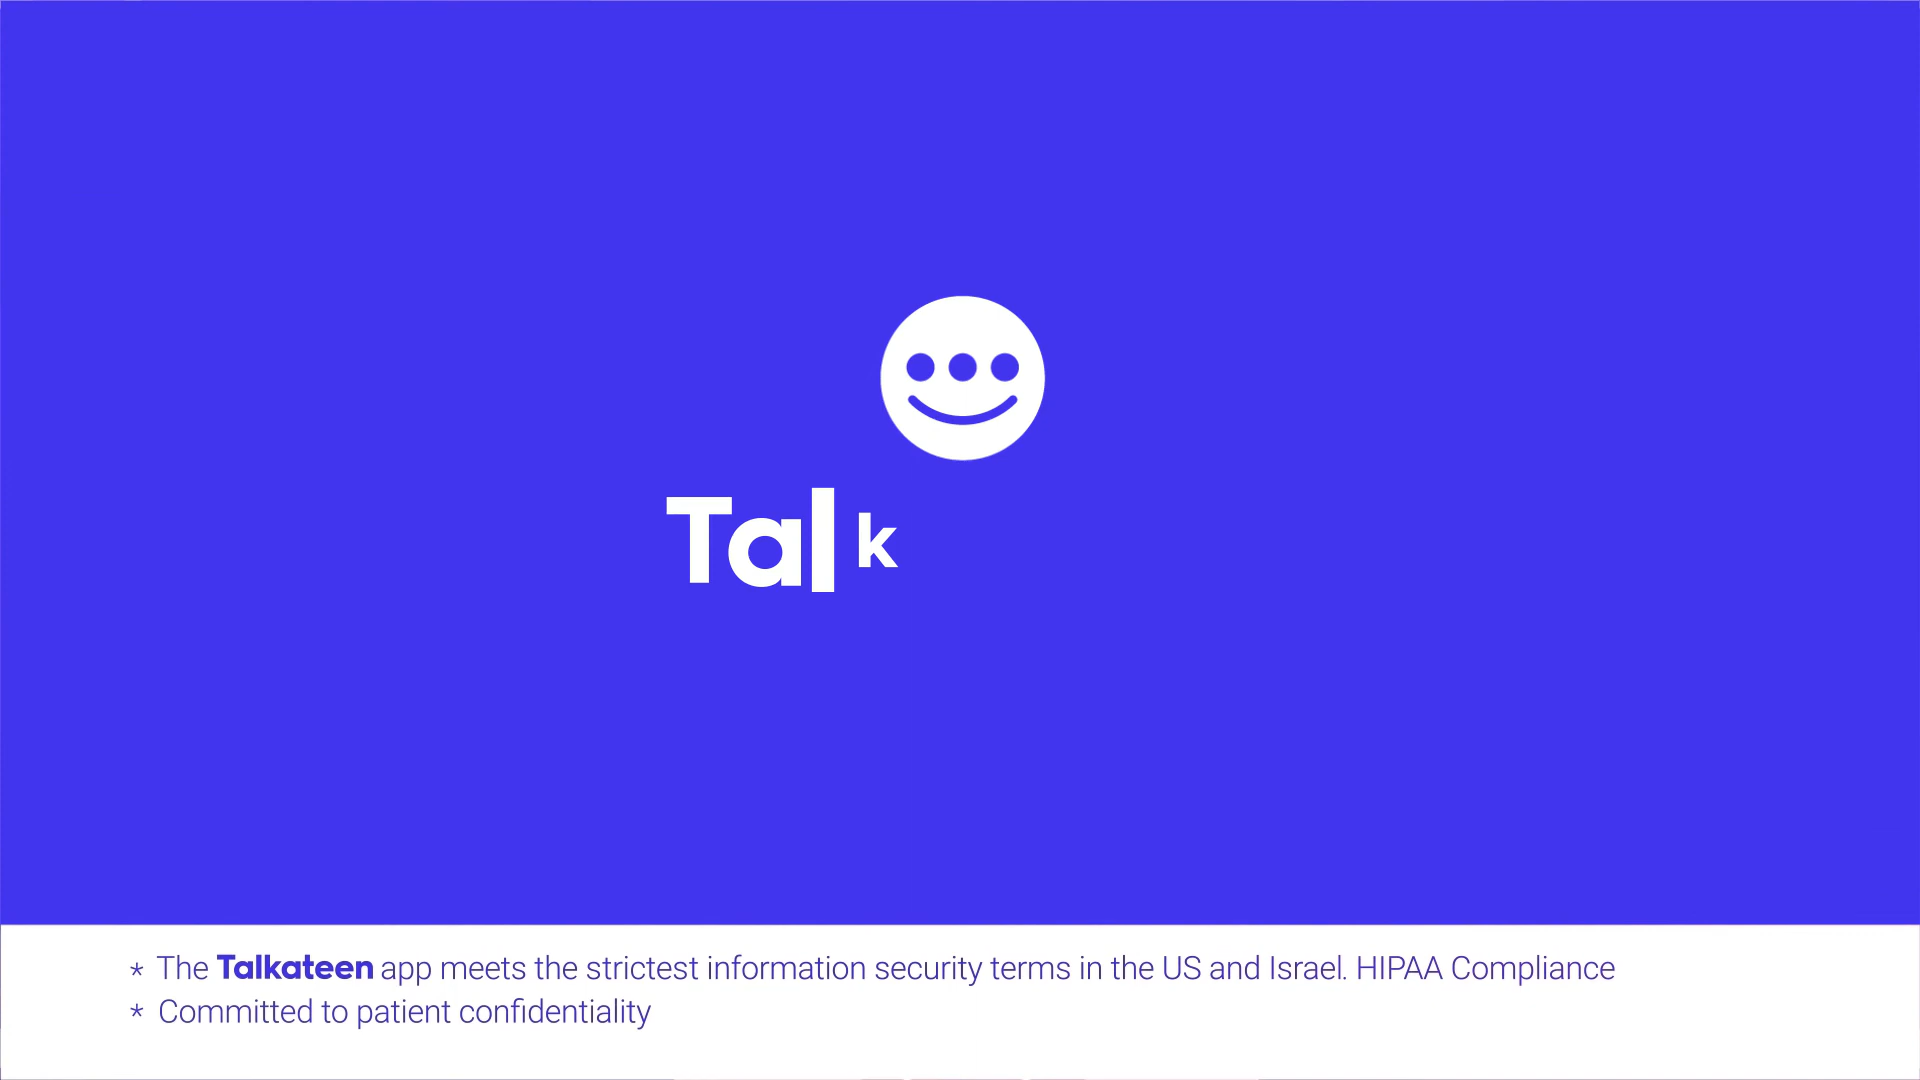 Talk
* The Talkateen app meets the strictest information security terms in the US and Israel. HIPAA Compliance
* Committed to patient confidentiality